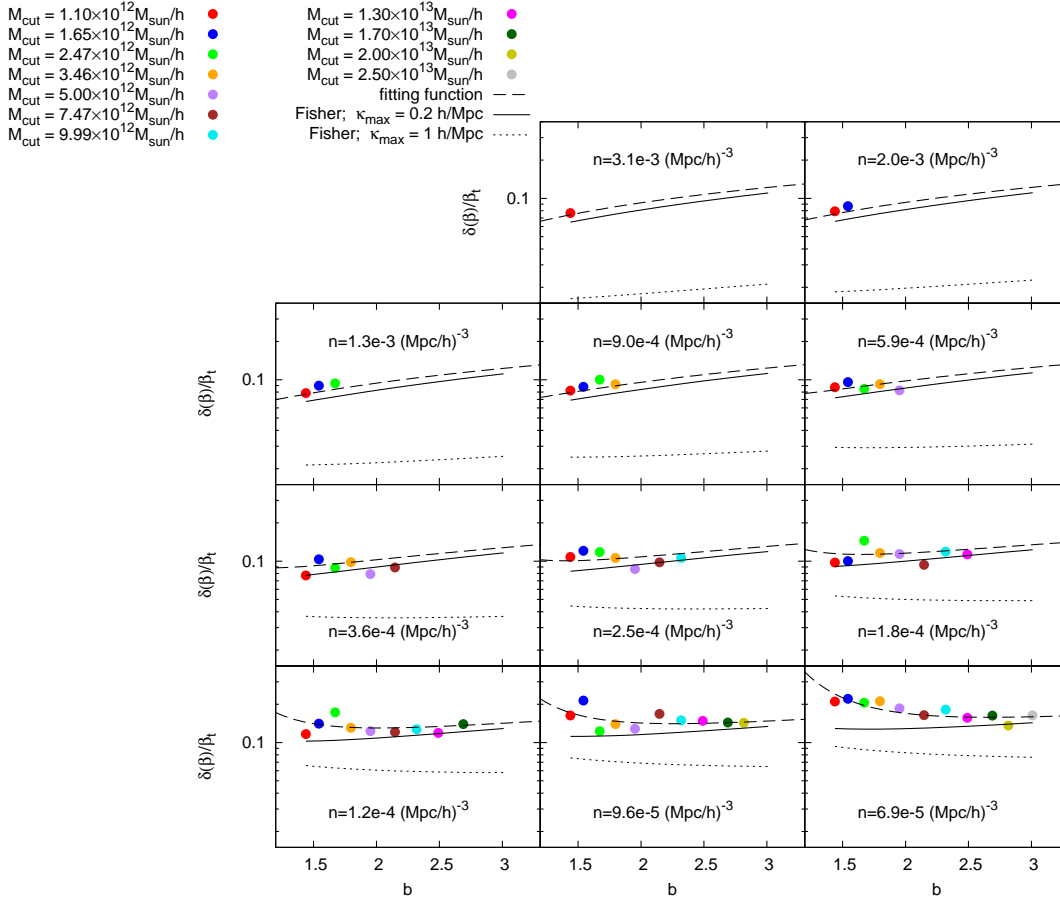 M_cut = 1.10×10^12 M_sun/h
M_cut = 1.65×10^12 M_sun/h
M_cut = 2.47×10^12 M_sun/h
M_cut = 3.46×10^12 M_sun/h
M_cut = 5.00×10^12 M_sun/h
M_cut = 7.47×10^12 M_sun/h
M_cut = 9.99×10^12 M_sun/h
M_cut = 1.30×10^13 M_sun/h
M_cut = 1.70×10^13 M_sun/h
M_cut = 2.00×10^13 M_sun/h
M_cut = 2.50×10^13 M_sun/h
fitting function
Fisher; κ_max = 0.2 h/Mpc
Fisher; κ_max = 1 h/Mpc
δ(β)/β_t
0.1
n=3.1e-3 (Mpc/h)^-3
n=2.0e-3 (Mpc/h)^-3
δ(β)/β_t
0.1
n=1.3e-3 (Mpc/h)^-3
n=9.0e-4 (Mpc/h)^-3
n=5.9e-4 (Mpc/h)^-3
δ(β)/β_t
0.1
n=3.6e-4 (Mpc/h)^-3
n=2.5e-4 (Mpc/h)^-3
n=1.8e-4 (Mpc/h)^-3
δ(β)/β_t
0.1
n=1.2e-4 (Mpc/h)^-3
n=9.6e-5 (Mpc/h)^-3
n=6.9e-5 (Mpc/h)^-3
1.5 2 2.5 3
1.5 2 2.5 3
1.5 2 2.5 3
b
b
b